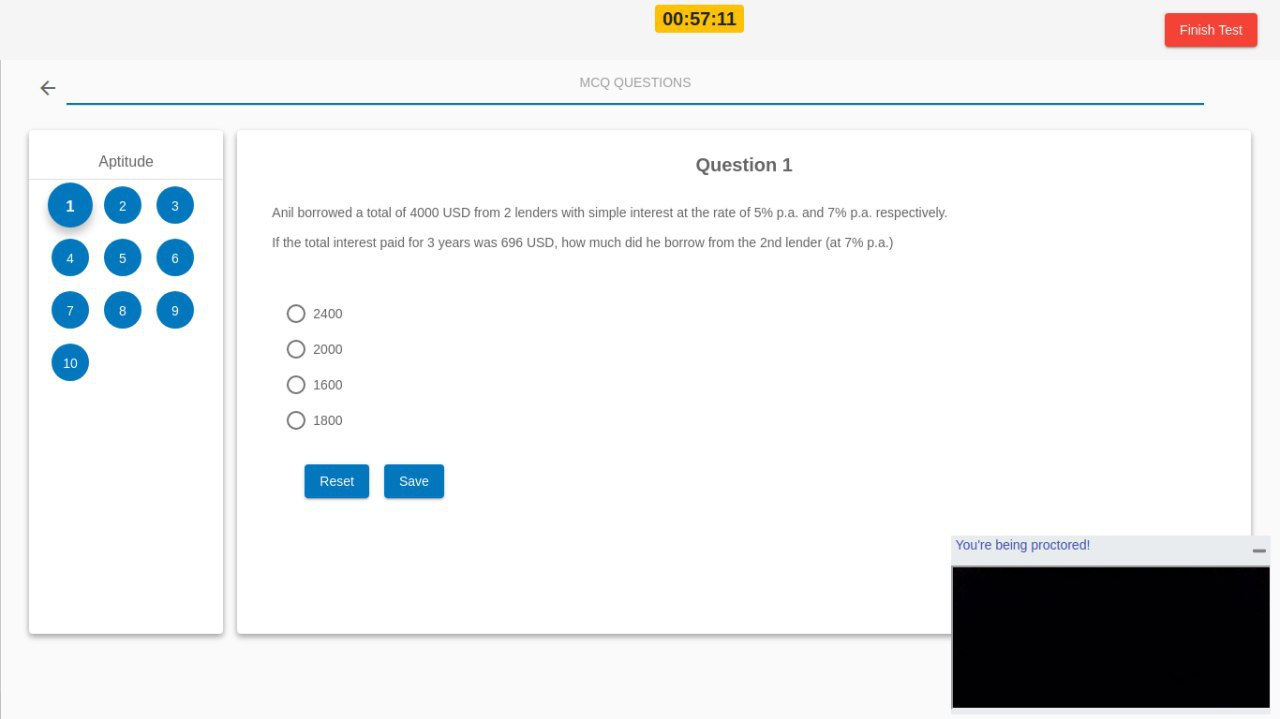 00:57:11
Finish Test
MCQ QUESTIONS
Aptitude
1 2 3
4 5 6
7 8 9
10
Question 1
Anil borrowed a total of 4000 USD from 2 lenders with simple interest at the rate of 5% p.a. and 7% p.a. respectively.
If the total interest paid for 3 years was 696 USD, how much did he borrow from the 2nd lender (at 7% p.a.)
2400
2000
1600
1800
Reset Save
You're being proctored!